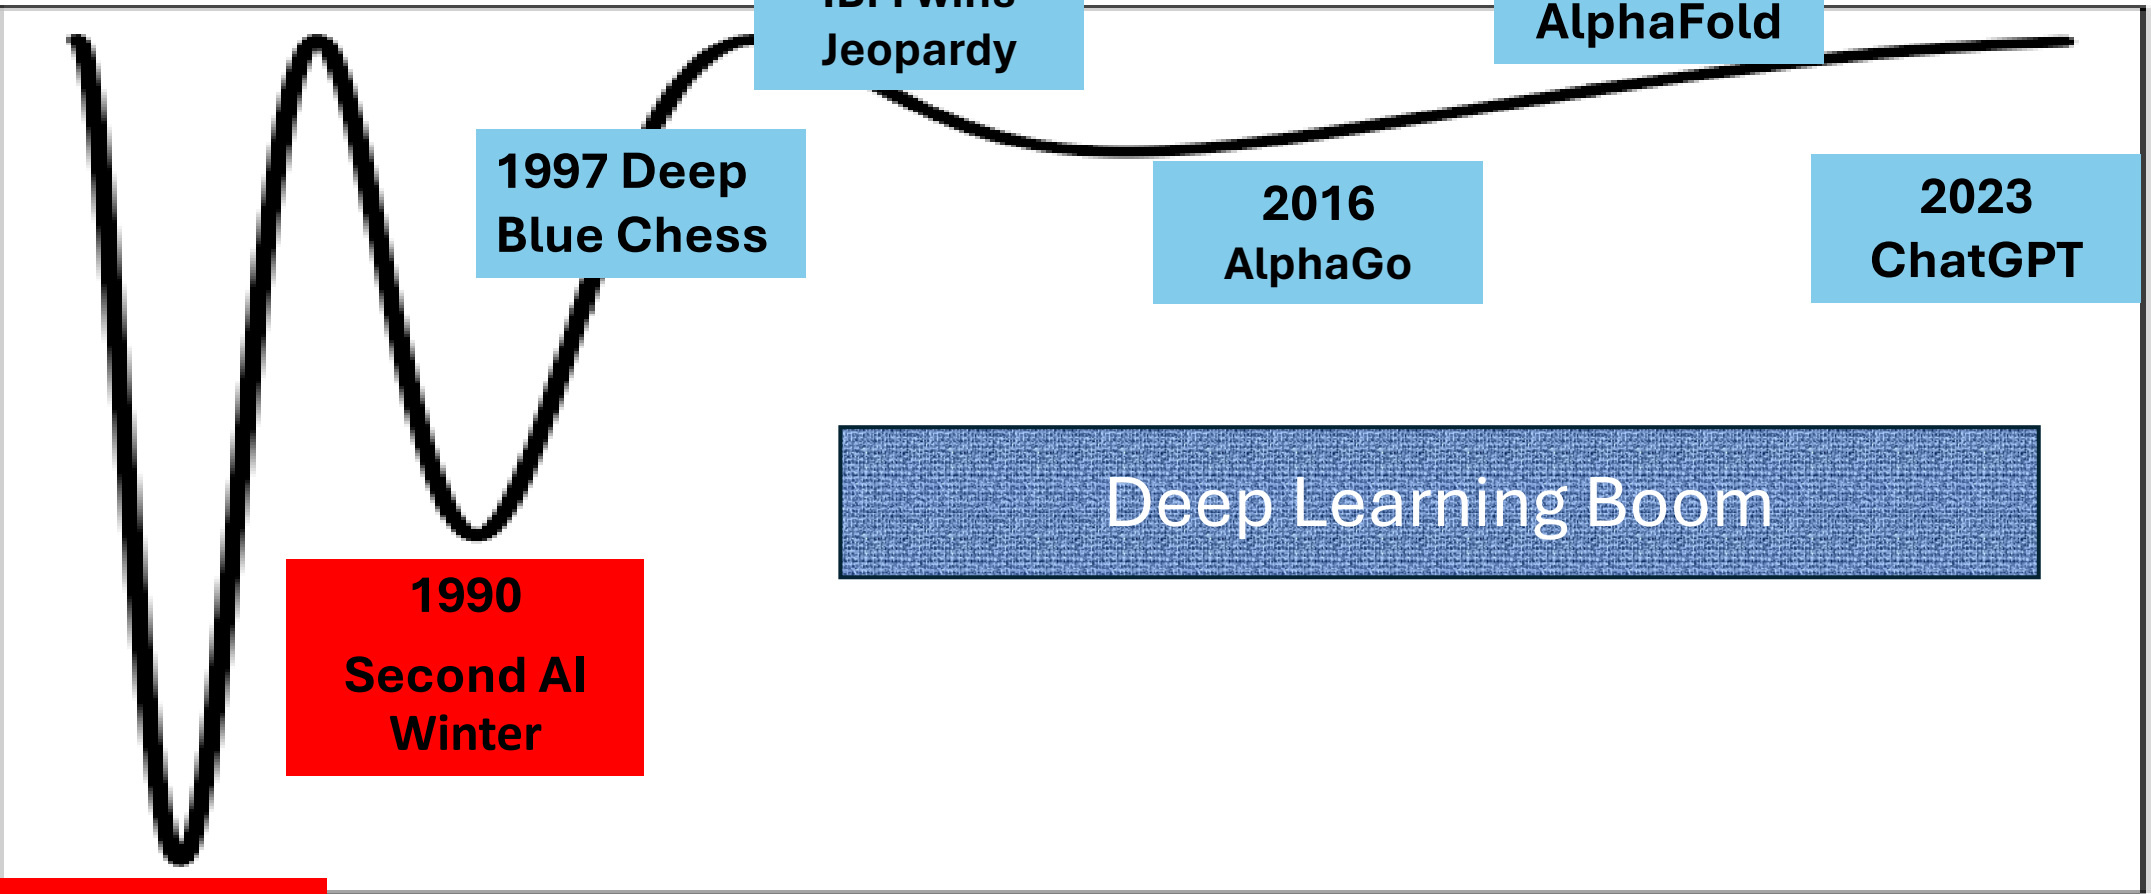 Jeopardy
AlphaFold
1997 Deep
Blue Chess
2016
AlphaGo
2023
ChatGPT
Deep Learning Boom
1990
Second AI
Winter